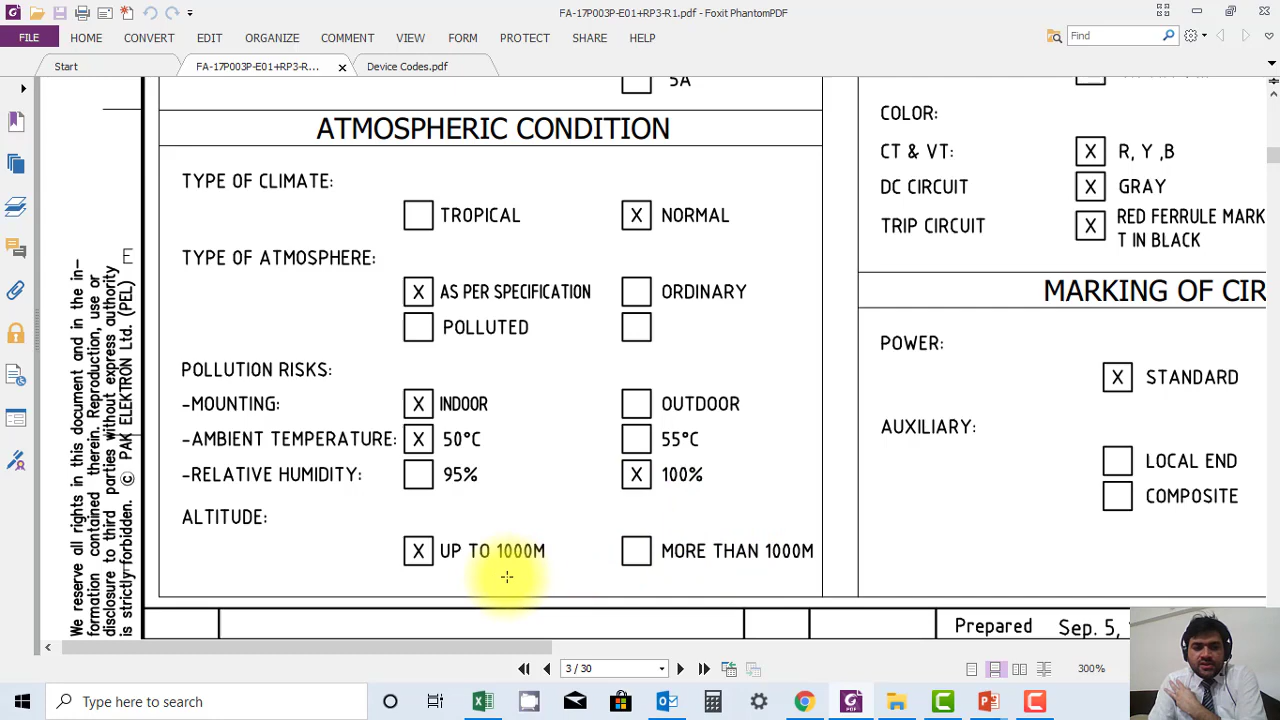 FA-17P003P-E01+RP3-R1.pdf - Foxit PhantomPDF
FILE HOME CONVERT EDIT ORGANIZE COMMENT VIEW FORM PROTECT SHARE HELP
Find
Start
FA-17P003P-E01+RP3-R...
Device Codes.pdf
5A
ATMOSPHERIC CONDITION
TYPE OF CLIMATE:
TROPICAL
X NORMAL
TYPE OF ATMOSPHERE:
X AS PER SPECIFICATION
ORDINARY
POLLUTED
POLLUTION RISKS:
-MOUNTING: X INDOOR
OUTDOOR
-AMBIENT TEMPERATURE: X 50°C
55°C
-RELATIVE HUMIDITY: 95%
X 100%
ALTITUDE:
X UP TO 1000M
MORE THAN 1000M
COLOR:
CT & VT: X R, Y ,B
DC CIRCUIT X GRAY
TRIP CIRCUIT X RED FERRULE MARK
T IN BLACK
MARKING OF CIR
POWER:
X STANDARD
AUXILIARY:
LOCAL END
COMPOSITE
E
We reserve all rights in this document and in the in-
formation contained therein. Reproduction, use or
disclosure to third parties without express authority
is strictly forbidden. © PAK ELEKTRON Ltd. (PEL)
Prepared Sep. 5,
3 / 30
300%
Type here to search